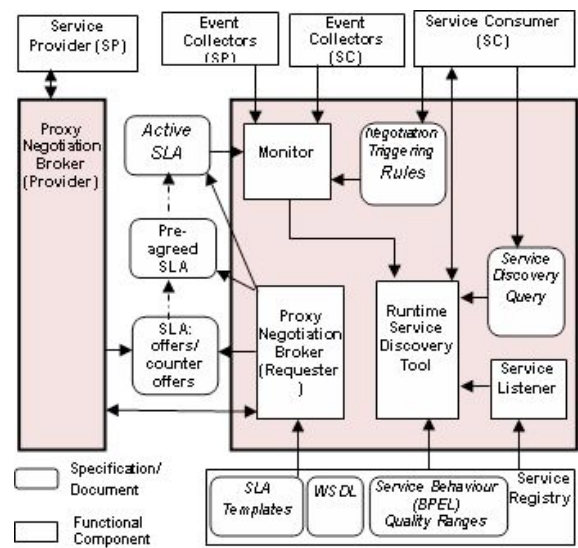 Service
Provider (SP)
Event
Collectors (SP)
Event
Collectors (SC)
Service Consumer
(SC)
Proxy
Negotiation
Broker
(Provider)
Active
SLA
Monitor
Negotiation
Triggering
Rules
Pre-
agreed
SLA
Service
Discovery
Query
SLA:
offers/
counter
offers
Proxy
Negotiation
Broker
(Requester
)
Runtime
Service
Discovery
Tool
Service
Listener
Specification/
Document
Functional
Component
SLA
Templates
WSDL
Service Behaviour
(BPEL)
Quality Ranges
Service
Registry